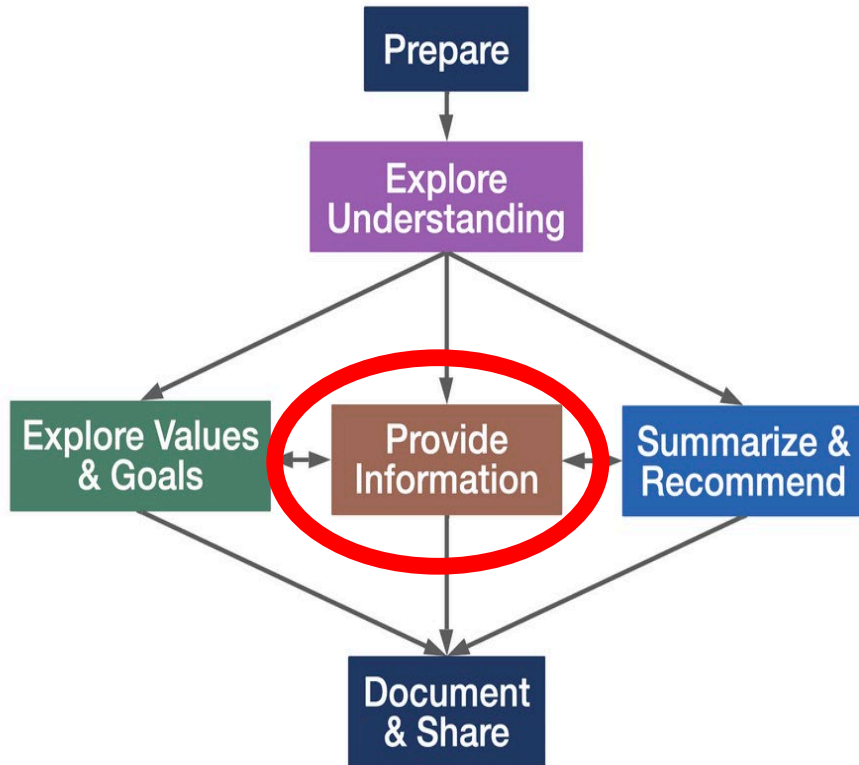 Prepare
Explore
Understanding
Explore Values
& Goals
Provide
Information
Summarize &
Recommend
Document
& Share